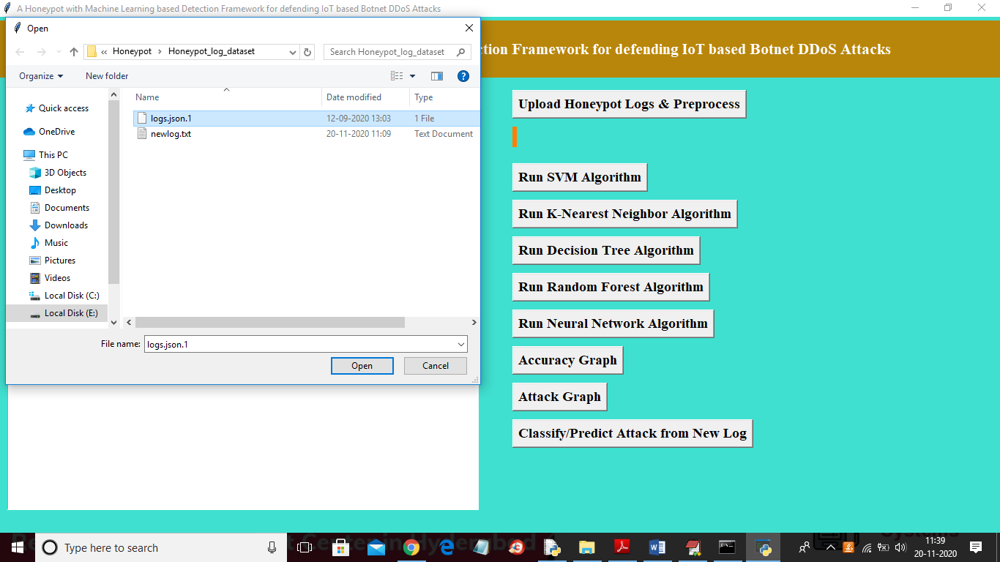 A Honeypot with Machine Learning based Detection Framework for defending IoT based Botnet DDoS Attacks
Open
« Honeypot > Honeypot_log_dataset
Search Honeypot_log_dataset
ction Framework for defending IoT based Botnet DDoS Attacks
Organize
New folder
Name
Date modified
Type
Quick access
OneDrive
This PC
3D Objects
Desktop
Documents
Downloads
Music
Pictures
Videos
Local Disk (C:)
Local Disk (E:)
logs.json.1 12-09-2020 13:03 1 File
newlog.txt 20-11-2020 11:09 Text Document
File name: logs.json.1
Open
Cancel
Upload Honeypot Logs & Preprocess
Run SVM Algorithm
Run K-Nearest Neighbor Algorithm
Run Decision Tree Algorithm
Run Random Forest Algorithm
Run Neural Network Algorithm
Accuracy Graph
Attack Graph
Classify/Predict Attack from New Log
Type here to search
11:39
20-11-2020